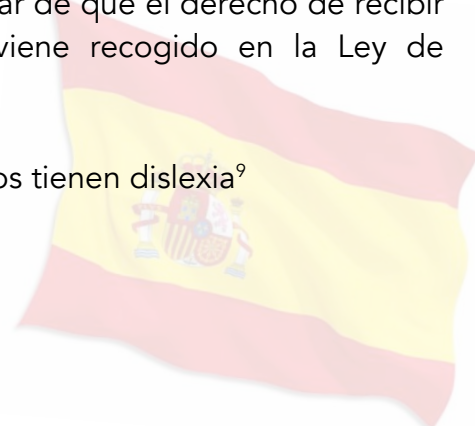 ar de que el derecho de recibir
viene recogido en la Ley de
os tienen dislexia⁹